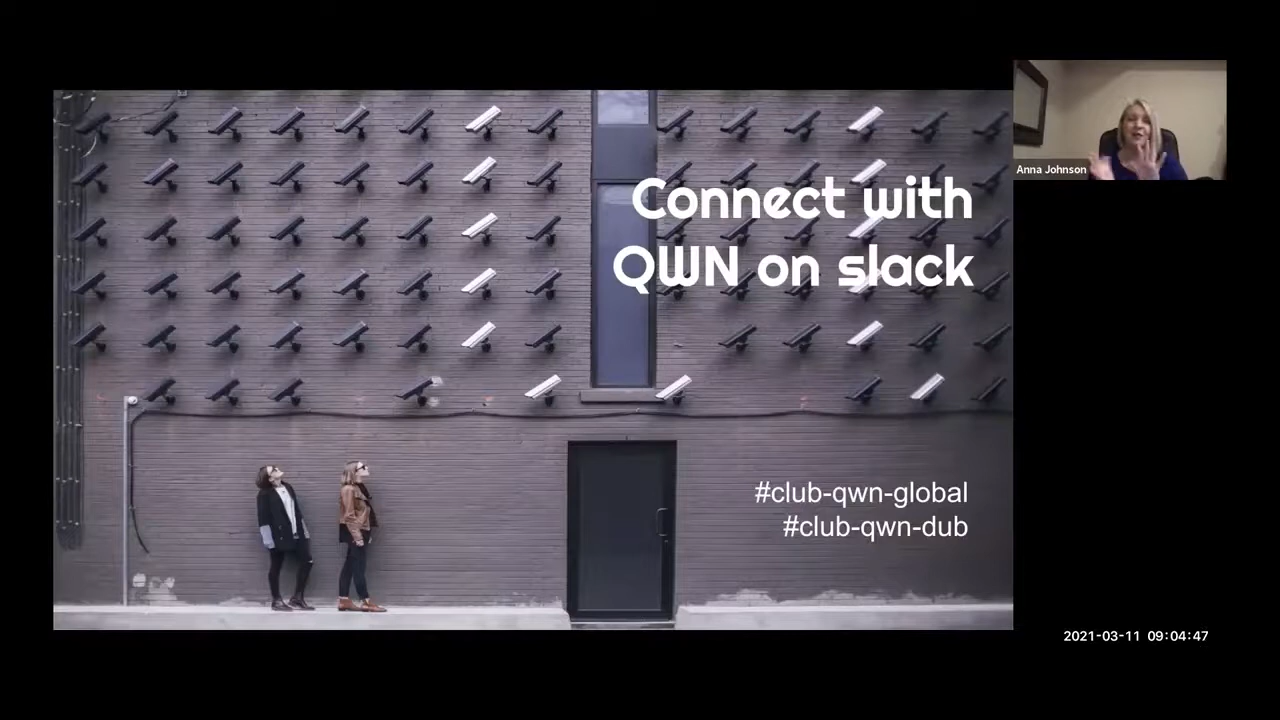 Connect with
QWN on slack
Anna Johnson
#club-qwn-global
#club-qwn-dub
2021-03-11 09:04:47